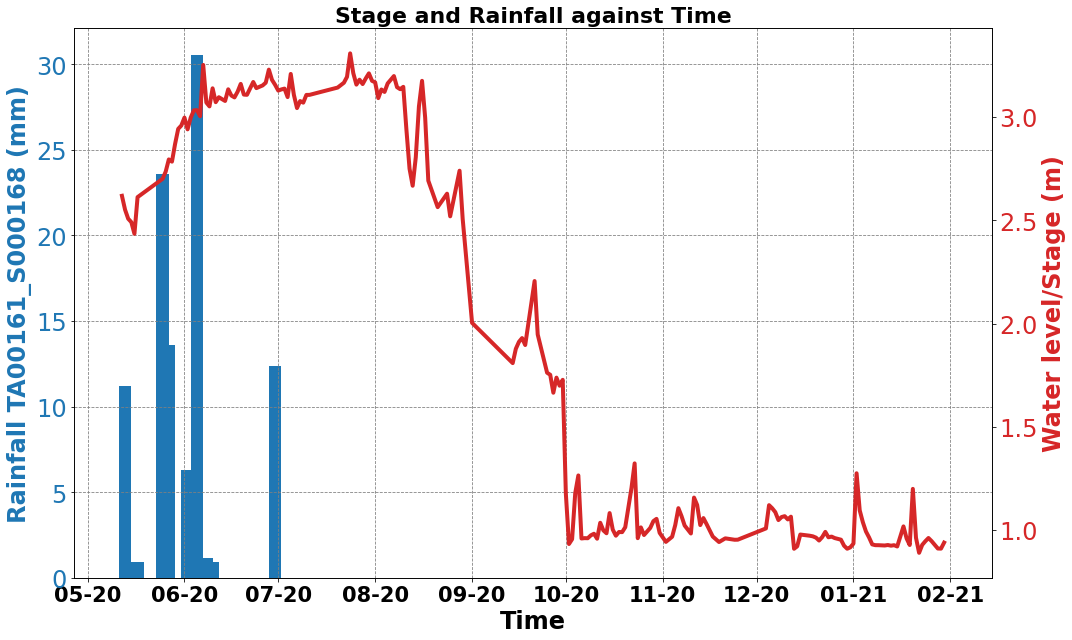 Stage and Rainfall against Time
Rainfall TA00161_S000168 (mm)
30
25
20
15
10
5
0
3.0
2.5
2.0
1.5
1.0
Water level/Stage (m)
05-20 06-20 07-20 08-20 09-20 10-20 11-20 12-20 01-21 02-21
Time